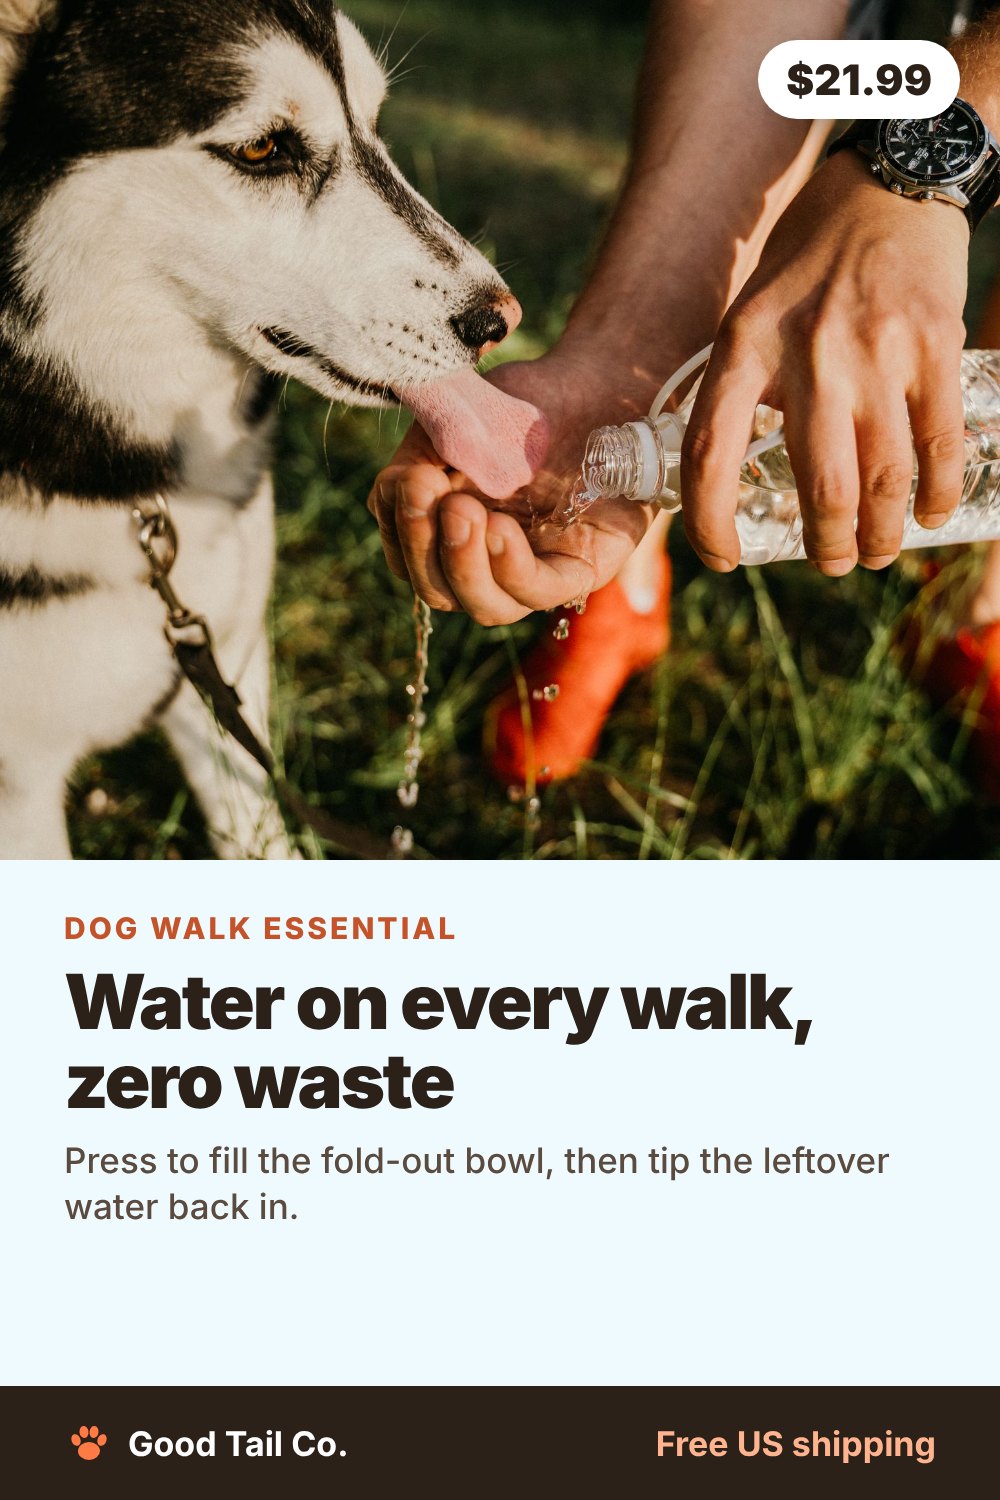 $21.99
DOG WALK ESSENTIAL
Water on every walk,
zero waste
Press to fill the fold-out bowl, then tip the leftover
water back in.
Good Tail Co.
Free US shipping